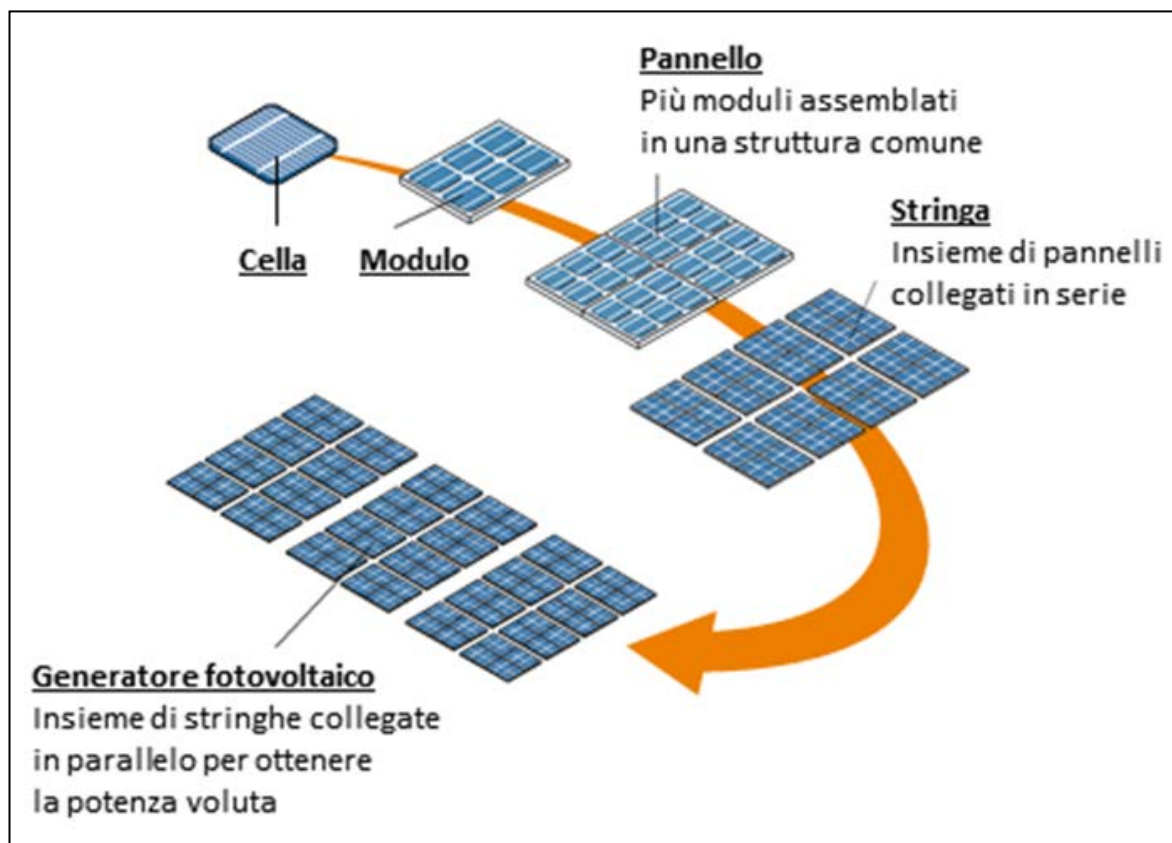 Pannello
Più moduli assemblati
in una struttura comune
Stringa
Insieme di pannelli
collegati in serie
Cella
Modulo
Generatore fotovoltaico
Insieme di stringhe collegate
in parallelo per ottenere
la potenza voluta